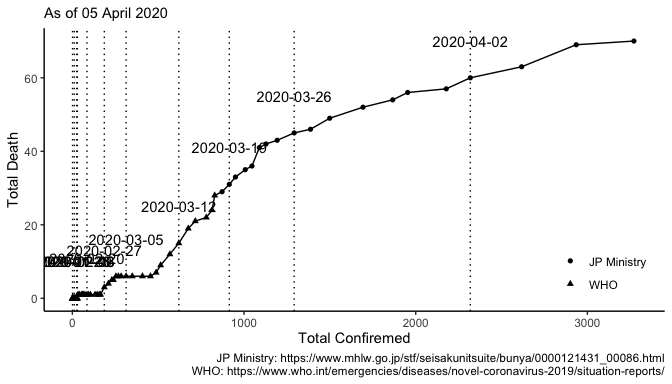 As of 05 April 2020
2020-04-02
2020-03-26
2020-03-19
2020-03-12
2020-03-05
2020-02-27
Total Death
60
40
20
0
0
1000
2000
3000
Total Confiremed
JP Ministry
WHO
JP Ministry: https://www.mhlw.go.jp/stf/seisakunitsuite/bunya/0000121431_00086.html
WHO: https://www.who.int/emergencies/diseases/novel-coronavirus-2019/situation-reports/